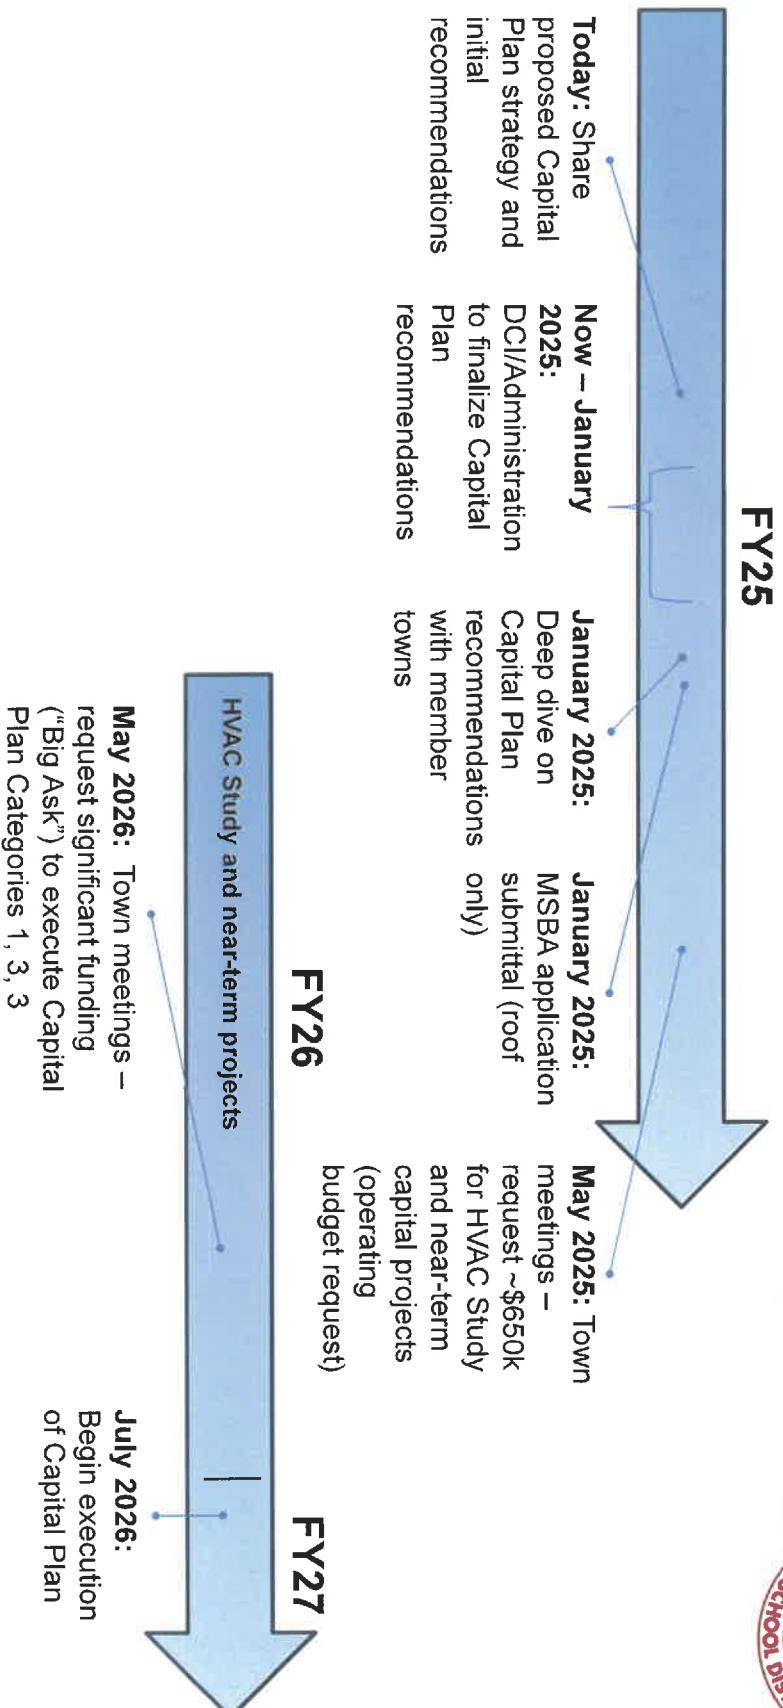 SCHOOL DIS
FY25
Today: Share
proposed Capital
Plan strategy and
initial
recommendations
Now – January
2025:
DCI/Administration
to finalize Capital
Plan
recommendations
January 2025:
Deep dive on
Capital Plan
recommendations
with member
towns
January 2025:
MSBA application
submittal (roof
only)
May 2025: Town
meetings –
request ~$650k
for HVAC Study
and near-term
capital projects
(operating
budget request)
FY26
FY27
HVAC Study and near-term projects
May 2026: Town meetings –
request significant funding
("Big Ask") to execute Capital
Plan Categories 1, 3, 3
July 2026:
Begin execution
of Capital Plan